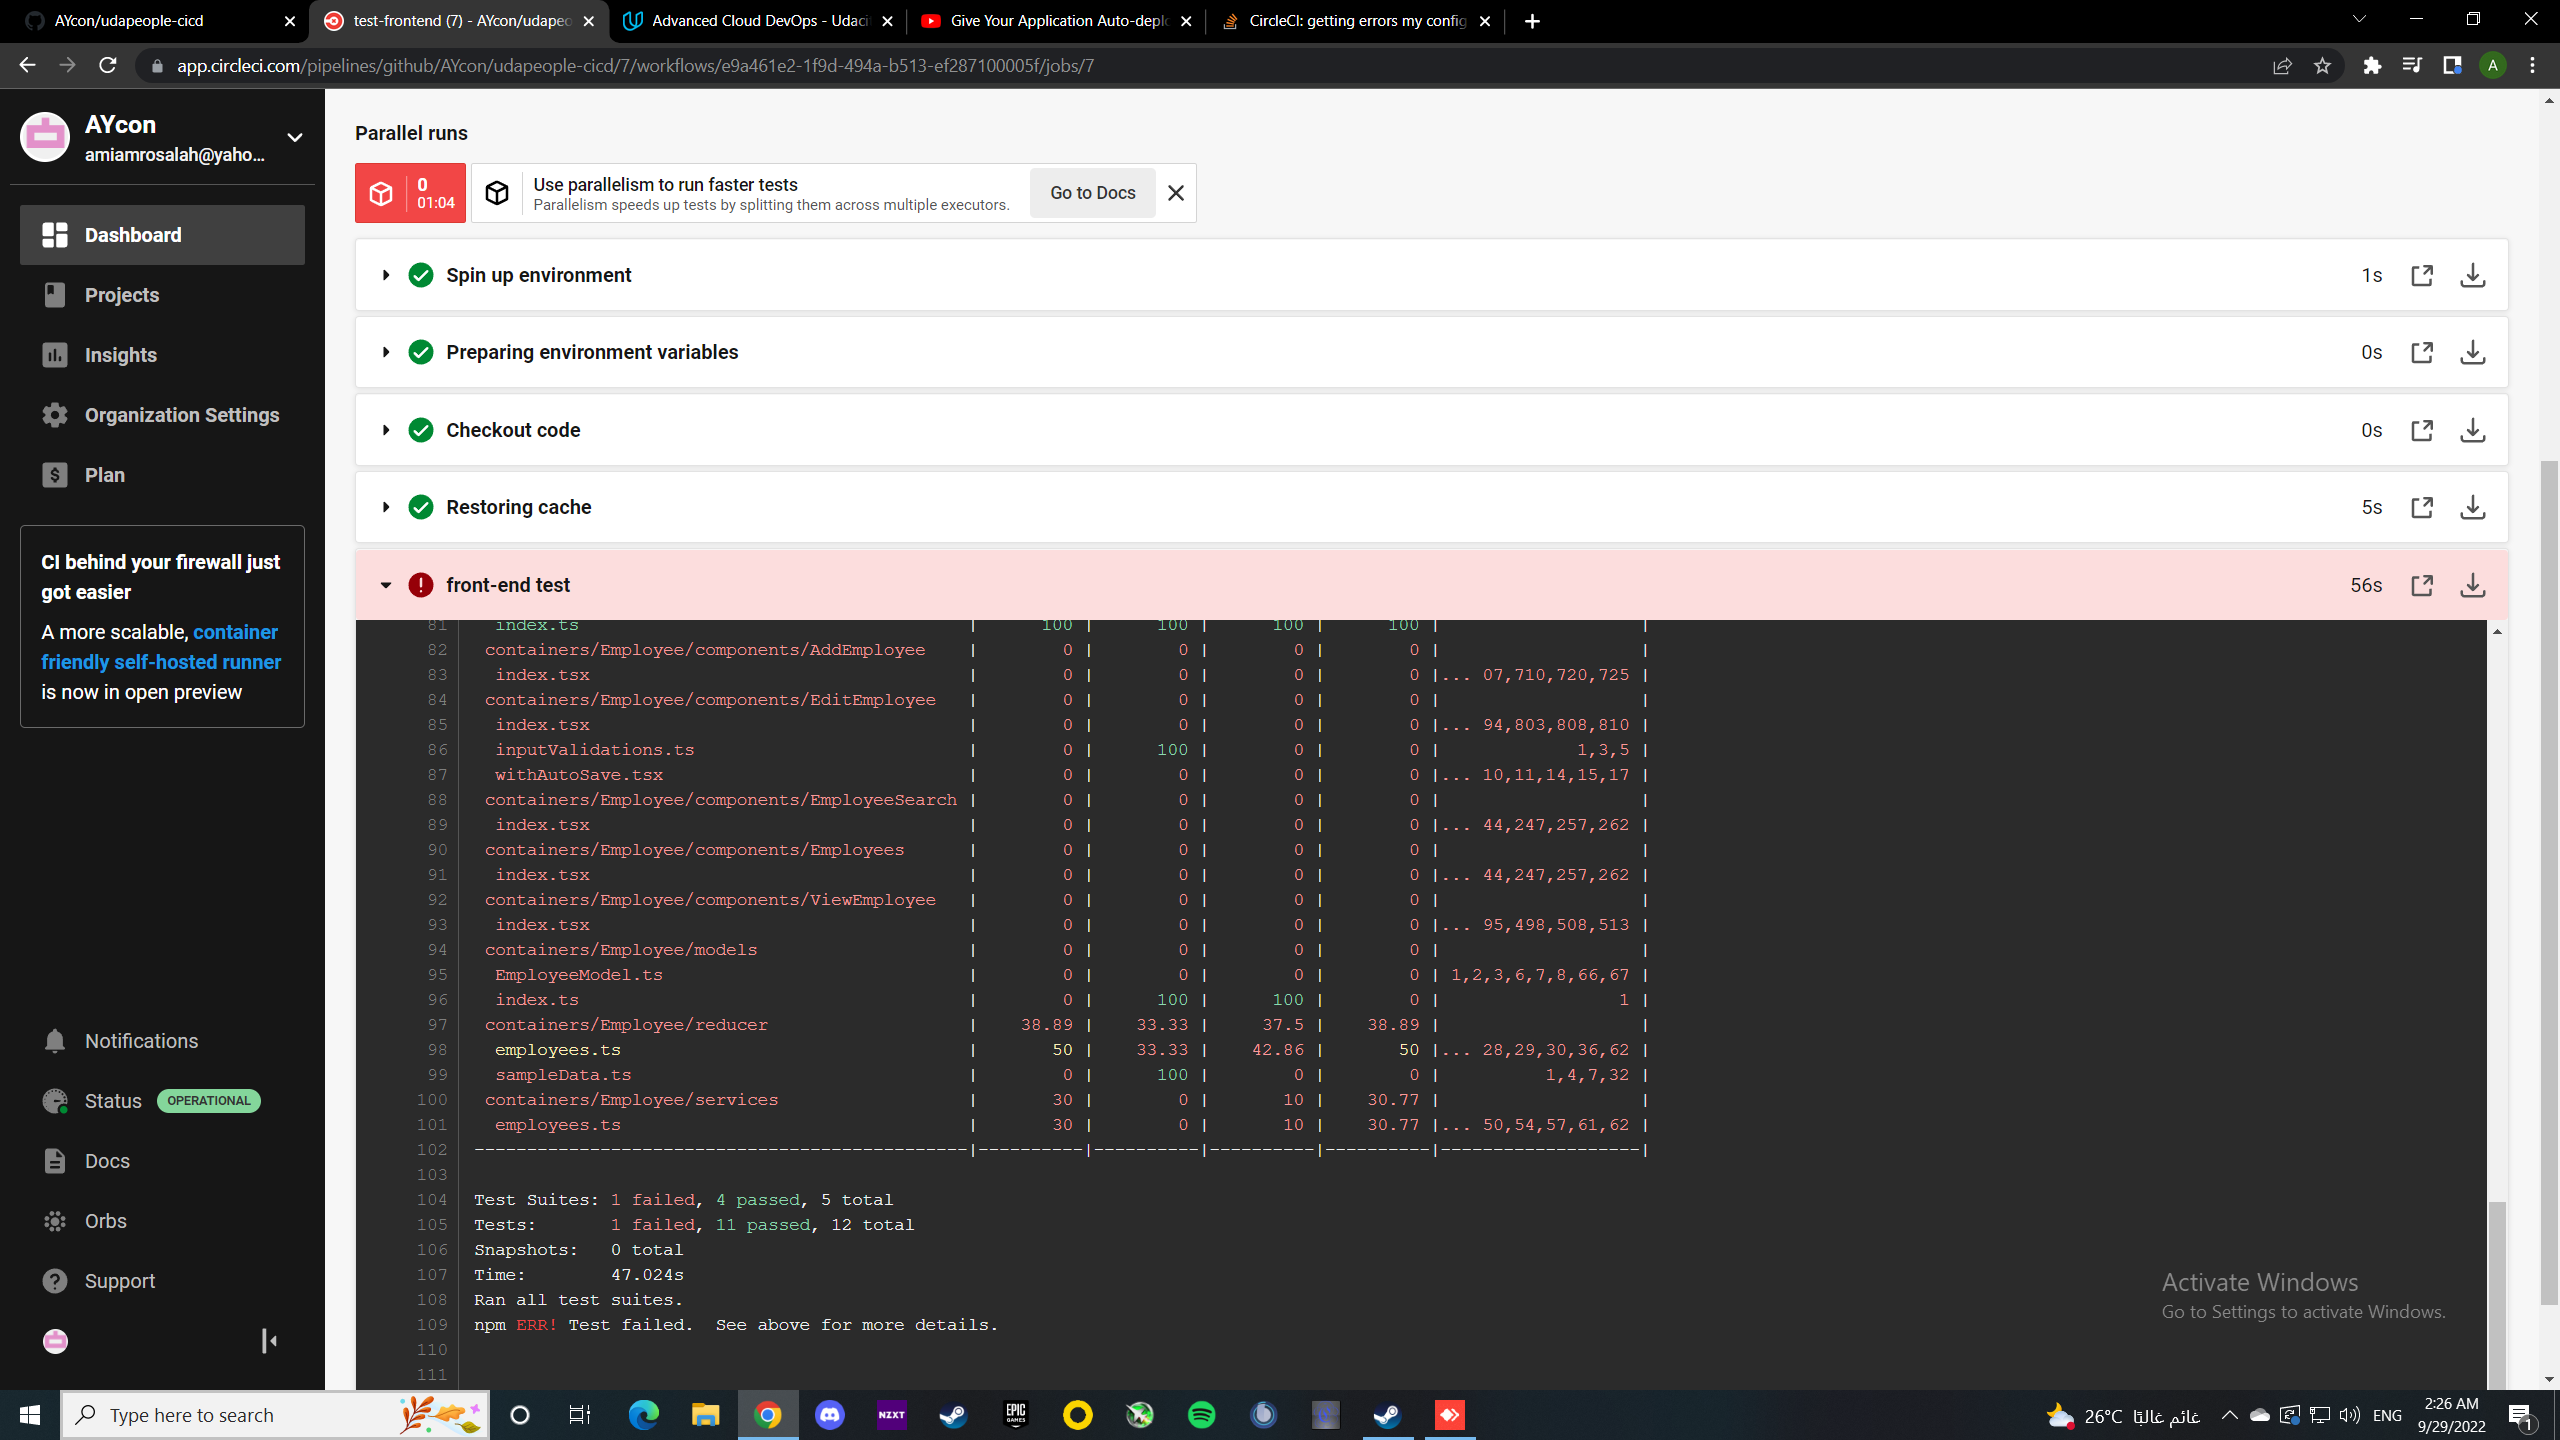 AYcon/udapeople-cicd
test-frontend (7) - AYcon/udapeo
Advanced Cloud DevOps - Udaci
Give Your Application Auto-deplo
CircleCI: getting errors my config
app.circleci.com/pipelines/github/AYcon/udapeople-cicd/7/workflows/e9a461e2-1f9d-494a-b513-ef287100005f/jobs/7
A
AYcon
amiamrosalah@yaho...
Dashboard
Projects
Insights
Organization Settings
Plan
CI behind your firewall just
got easier
A more scalable, container
friendly self-hosted runner
is now in open preview
Notifications
Status OPERATIONAL
Docs
Orbs
Support
Parallel runs
0
01:04
Use parallelism to run faster tests
Parallelism speeds up tests by splitting them across multiple executors.
Go to Docs
Spin up environment 1s
Preparing environment variables 0s
Checkout code 0s
Restoring cache 5s
front-end test 56s
81 index.ts | 100 | 100 | 100 | 100 | |
82 containers/Employee/components/AddEmployee | 0 | 0 | 0 | 0 | |
83 index.tsx | 0 | 0 | 0 | 0 |... 07,710,720,725 |
84 containers/Employee/components/EditEmployee | 0 | 0 | 0 | 0 | |
85 index.tsx | 0 | 0 | 0 | 0 |... 94,803,808,810 |
86 inputValidations.ts | 0 | 100 | 0 | 0 | 1,3,5 |
87 withAutoSave.tsx | 0 | 0 | 0 | 0 |... 10,11,14,15,17 |
88 containers/Employee/components/EmployeeSearch | 0 | 0 | 0 | 0 | |
89 index.tsx | 0 | 0 | 0 | 0 |... 44,247,257,262 |
90 containers/Employee/components/Employees | 0 | 0 | 0 | 0 | |
91 index.tsx | 0 | 0 | 0 | 0 |... 44,247,257,262 |
92 containers/Employee/components/ViewEmployee | 0 | 0 | 0 | 0 | |
93 index.tsx | 0 | 0 | 0 | 0 |... 95,498,508,513 |
94 containers/Employee/models | 0 | 0 | 0 | 0 | |
95 EmployeeModel.ts | 0 | 0 | 0 | 0 | 1,2,3,6,7,8,66,67 |
96 index.ts | 0 | 100 | 100 | 0 | 1 |
97 containers/Employee/reducer | 38.89 | 33.33 | 37.5 | 38.89 | |
98 employees.ts | 50 | 33.33 | 42.86 | 50 |... 28,29,30,36,62 |
99 sampleData.ts | 0 | 100 | 0 | 0 | 1,4,7,32 |
100 containers/Employee/services | 30 | 0 | 10 | 30.77 | |
101 employees.ts | 30 | 0 | 10 | 30.77 |... 50,54,57,61,62 |
102 -----------------------------------------------|----------|----------|----------|----------|-------------------|
103
104 Test Suites: 1 failed, 4 passed, 5 total
105 Tests: 1 failed, 11 passed, 12 total
106 Snapshots: 0 total
107 Time: 47.024s
108 Ran all test suites.
109 npm ERR! Test failed. See above for more details.
110
111
Activate Windows
Go to Settings to activate Windows.
Type here to search
NZXT
EPIC GAMES
26°C غائم غالبًا
ENG
2:26 AM
9/29/2022
1